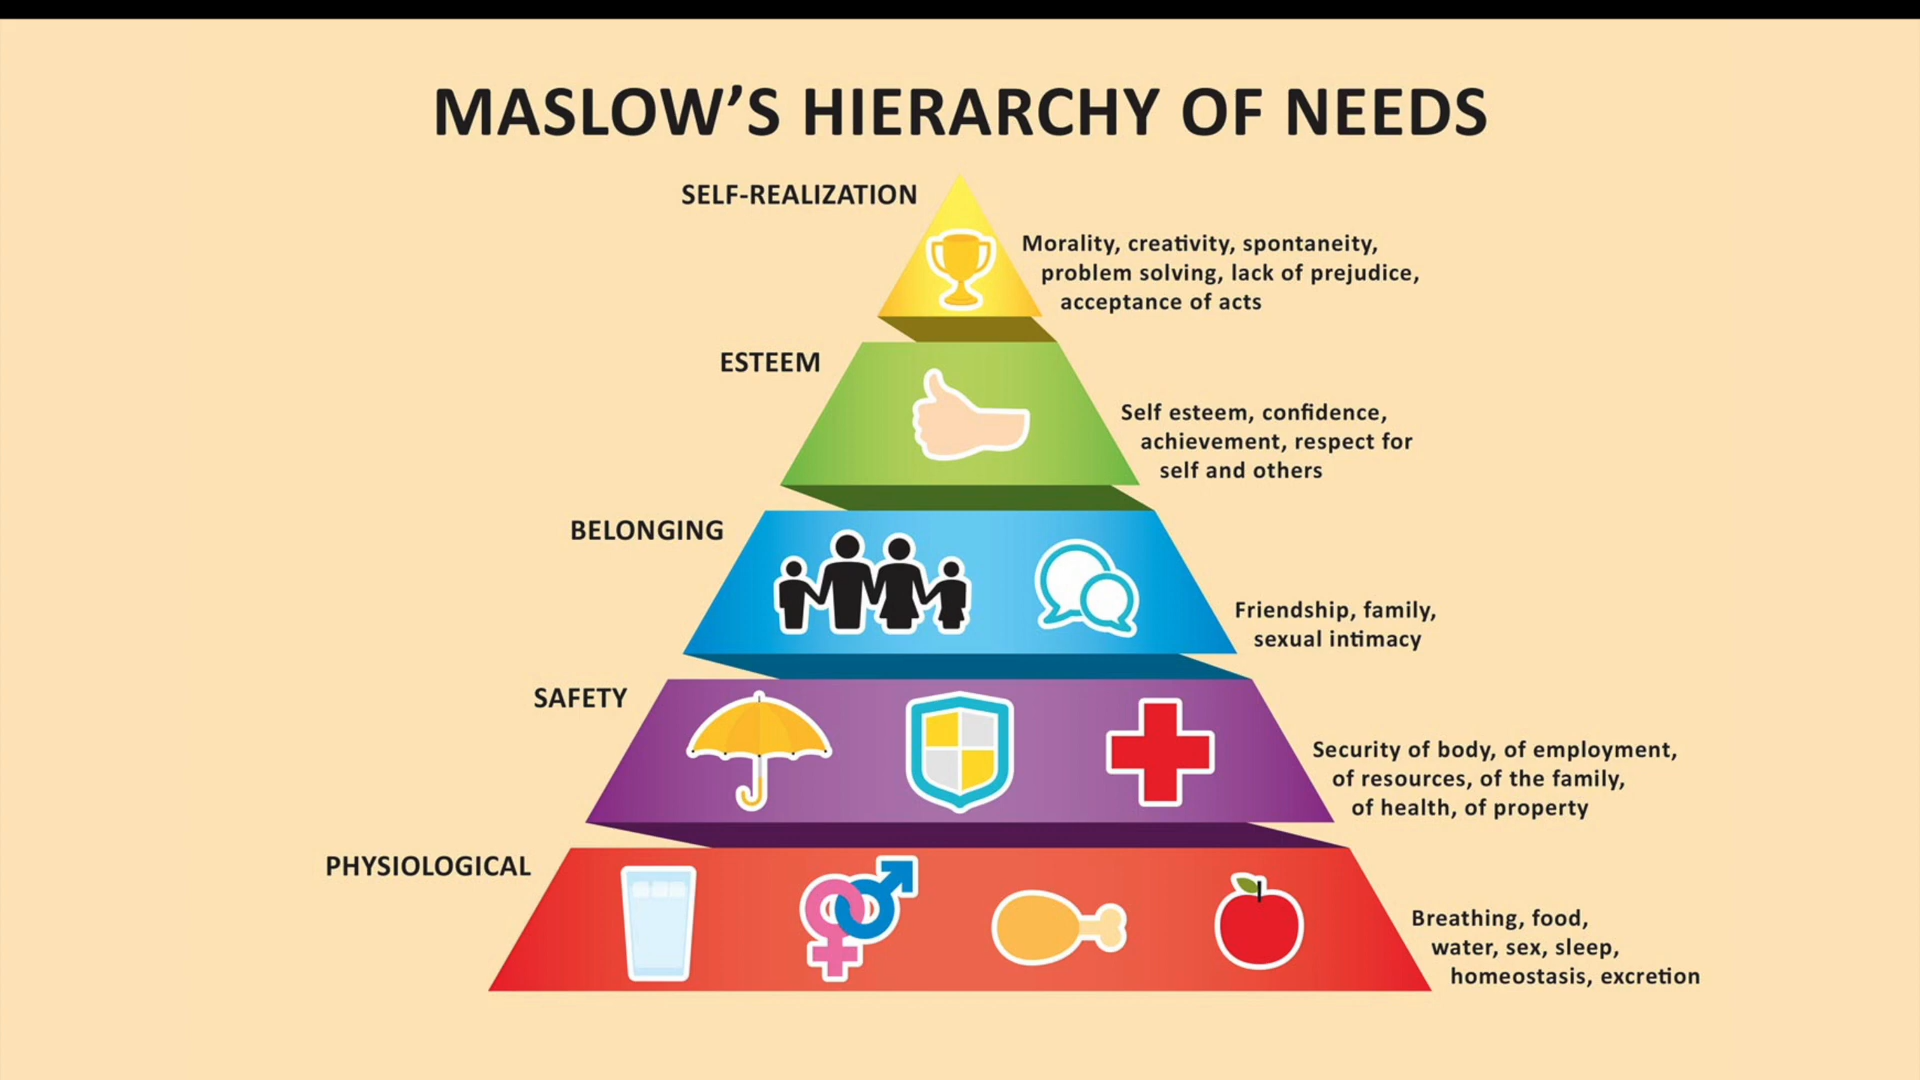 MASLOW’S HIERARCHY OF NEEDS
SELF-REALIZATION
Morality, creativity, spontaneity,
problem solving, lack of prejudice,
acceptance of acts
ESTEEM
Self esteem, confidence,
achievement, respect for
self and others
BELONGING
Friendship, family,
sexual intimacy
SAFETY
Security of body, of employment,
of resources, of the family,
of health, of property
PHYSIOLOGICAL
Breathing, food,
water, sex, sleep,
homeostasis, excretion